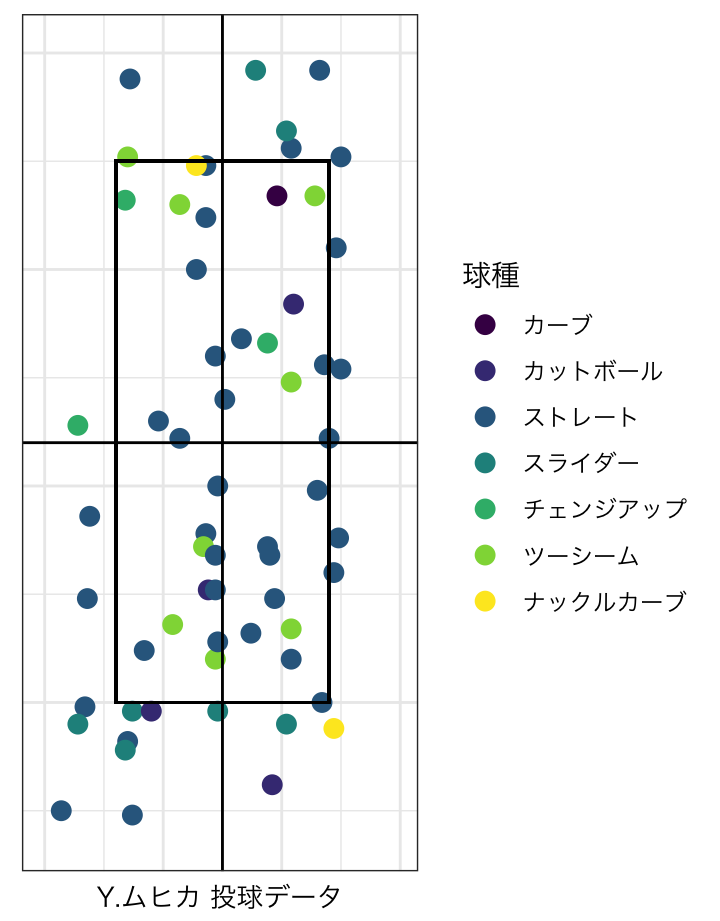 球種
カーブ
カットボール
ストレート
スライダー
チェンジアップ
ツーシーム
ナックルカーブ
Y.ムヒカ 投球データ